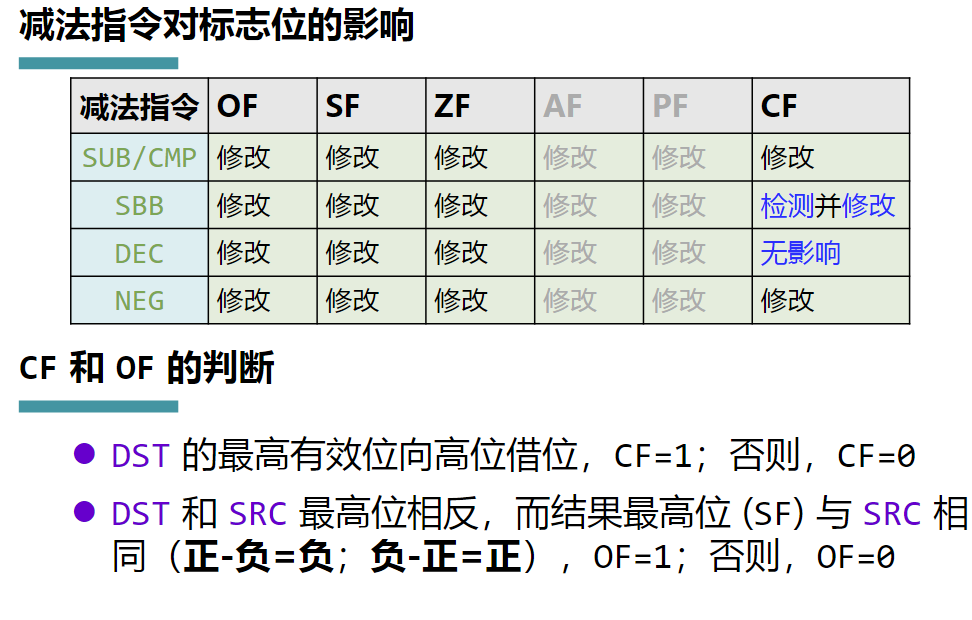 减法指令对标志位的影响
减法指令 OF SF ZF AF PF CF
SUB/CMP 修改 修改 修改 修改 修改 修改
SBB 修改 修改 修改 修改 修改 检测并修改
DEC 修改 修改 修改 修改 修改 无影响
NEG 修改 修改 修改 修改 修改 修改
CF 和 OF 的判断
● DST 的最高有效位向高位借位，CF=1；否则，CF=0
● DST 和 SRC 最高位相反，而结果最高位 (SF) 与 SRC 相
同（正-负=负；负-正=正），OF=1；否则，OF=0